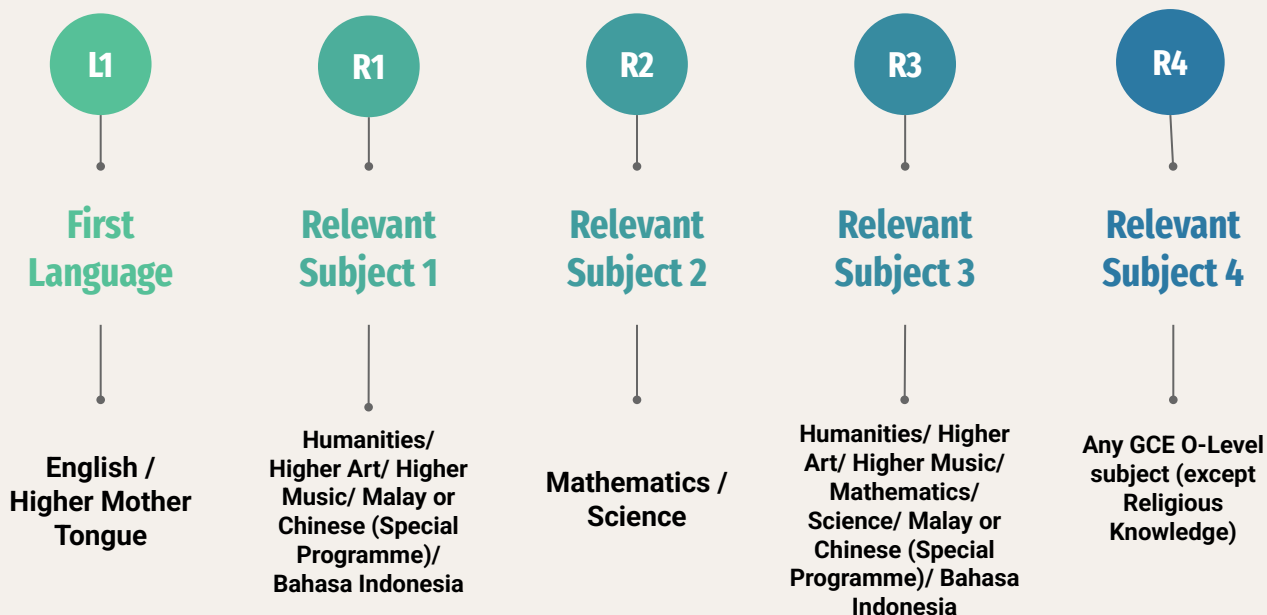 L1
R1
R2
R3
R4
First
Language
Relevant
Subject 1
Relevant
Subject 2
Relevant
Subject 3
Relevant
Subject 4
English /
Higher Mother
Tongue
Humanities/
Higher Art/ Higher
Music/ Malay or
Chinese (Special
Programme)/
Bahasa Indonesia
Mathematics /
Science
Humanities/ Higher
Art/ Higher Music/
Mathematics/
Science/ Malay or
Chinese (Special
Programme)/ Bahasa
Indonesia
Any GCE O-Level
subject (except
Religious
Knowledge)